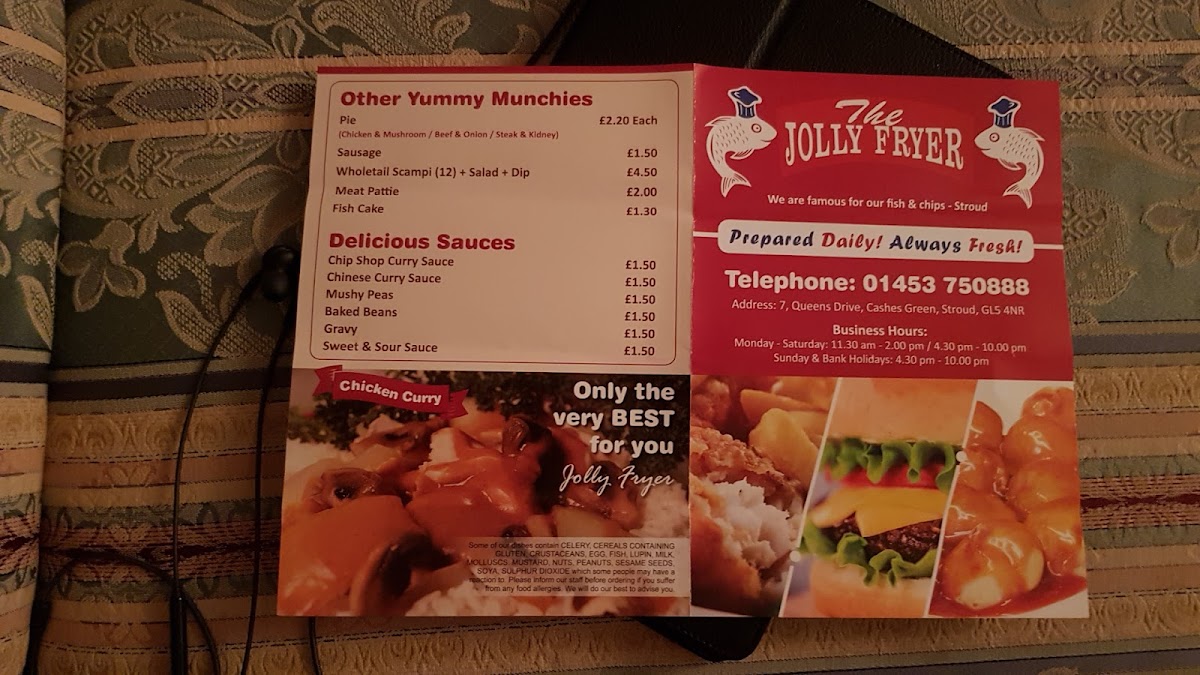 Other Yummy Munchies
Pie £2.20 Each
(Chicken & Mushroom / Beef & Onion / Steak & Kidney)
Sausage £1.50
Wholetail Scampi (12) + Salad + Dip £4.50
Meat Pattie £2.00
Fish Cake £1.30
Delicious Sauces
Chip Shop Curry Sauce £1.50
Chinese Curry Sauce £1.50
Mushy Peas £1.50
Baked Beans £1.50
Gravy £1.50
Sweet & Sour Sauce £1.50
Chicken Curry
Only the
very BEST
for you
Jolly Fryer
Some of our dishes contain CELERY, CEREALS CONTAINING
GLUTEN, CRUSTACEANS, EGG, FISH, LUPIN, MILK,
MOLLUSCS, MUSTARD, NUTS, PEANUTS, SESAME SEEDS,
SOYA, SULPHUR DIOXIDE which some people may have a
reaction to. Please inform our staff before ordering if you suffer
from any food allergies. We will do our best to advise you.
The
JOLLY FRYER
We are famous for our fish & chips - Stroud
Prepared Daily! Always Fresh!
Telephone: 01453 750888
Address: 7, Queens Drive, Cashes Green, Stroud, GL5 4NR
Business Hours:
Monday - Saturday: 11.30 am - 2.00 pm / 4.30 pm - 10.00 pm
Sunday & Bank Holidays: 4.30 pm - 10.00 pm